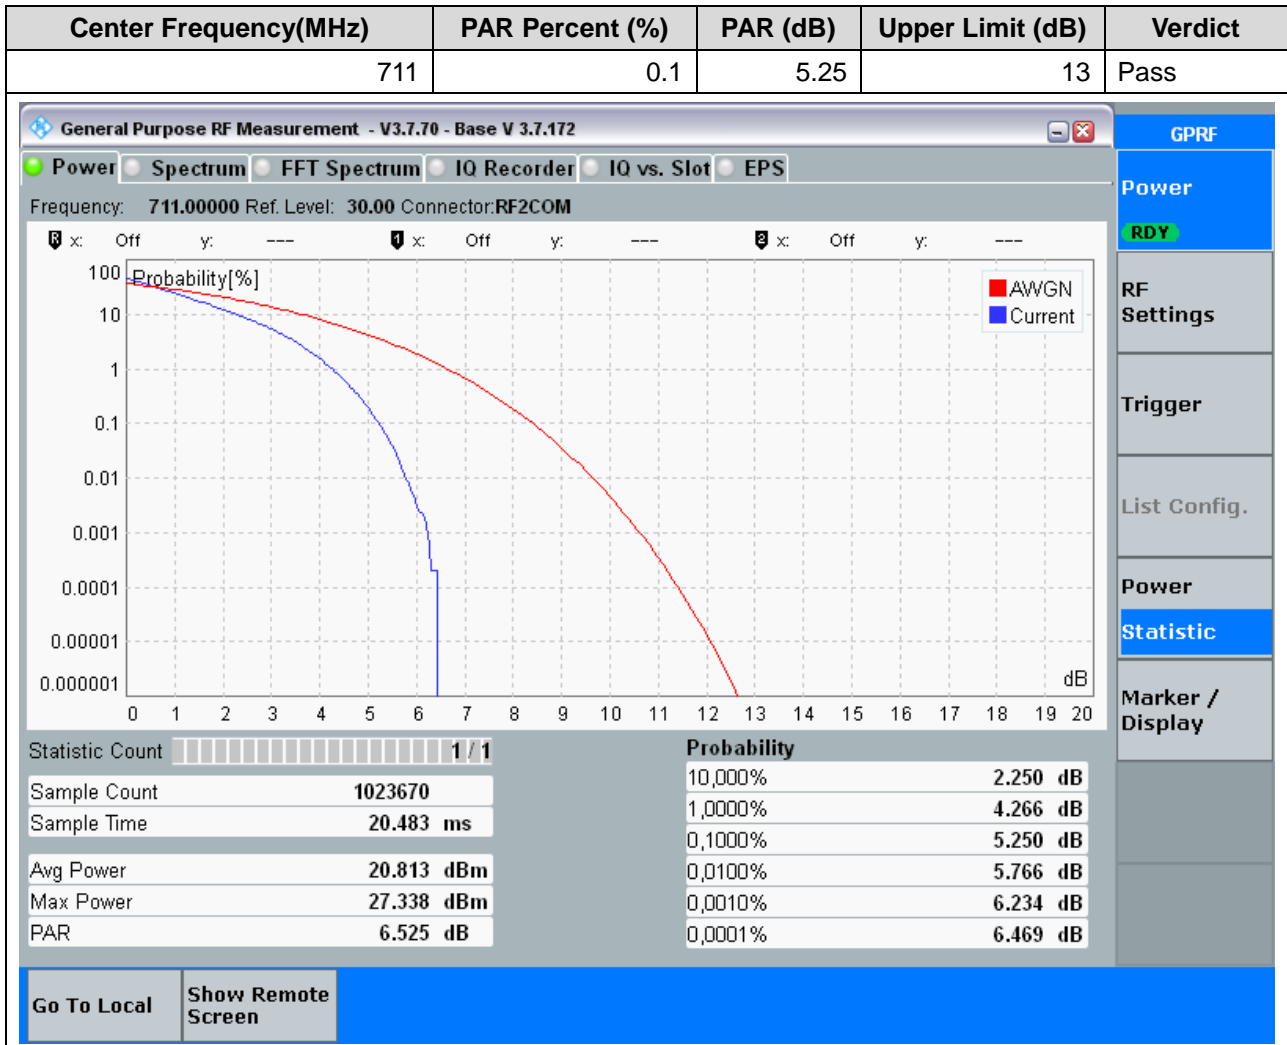 Center Frequency(MHz) PAR Percent (%) PAR (dB) Upper Limit (dB) Verdict
711 0.1 5.25 13 Pass
General Purpose RF Measurement - V3.7.70 - Base V 3.7.172
GPRF
Power Spectrum FFT Spectrum IQ Recorder IQ vs. Slot EPS
Power
RDY
Frequency: 711.00000 Ref. Level: 30.00 Connector:RF2COM
R x: Off y: --- 1 x: Off y: --- 2 x: Off y: ---
Probability[%]
AWGN
Current
100
10
1
0.1
0.01
0.001
0.0001
0.00001
0.000001
dB
0 1 2 3 4 5 6 7 8 9 10 11 12 13 14 15 16 17 18 19 20
RF
Settings
Trigger
List Config.
Power
Statistic
Marker /
Display
Statistic Count 1 / 1
Sample Count 1023670
Sample Time 20.483 ms
Avg Power 20.813 dBm
Max Power 27.338 dBm
PAR 6.525 dB
Probability
10,000% 2.250 dB
1,0000% 4.266 dB
0,1000% 5.250 dB
0,0100% 5.766 dB
0,0010% 6.234 dB
0,0001% 6.469 dB
Go To Local
Show Remote
Screen